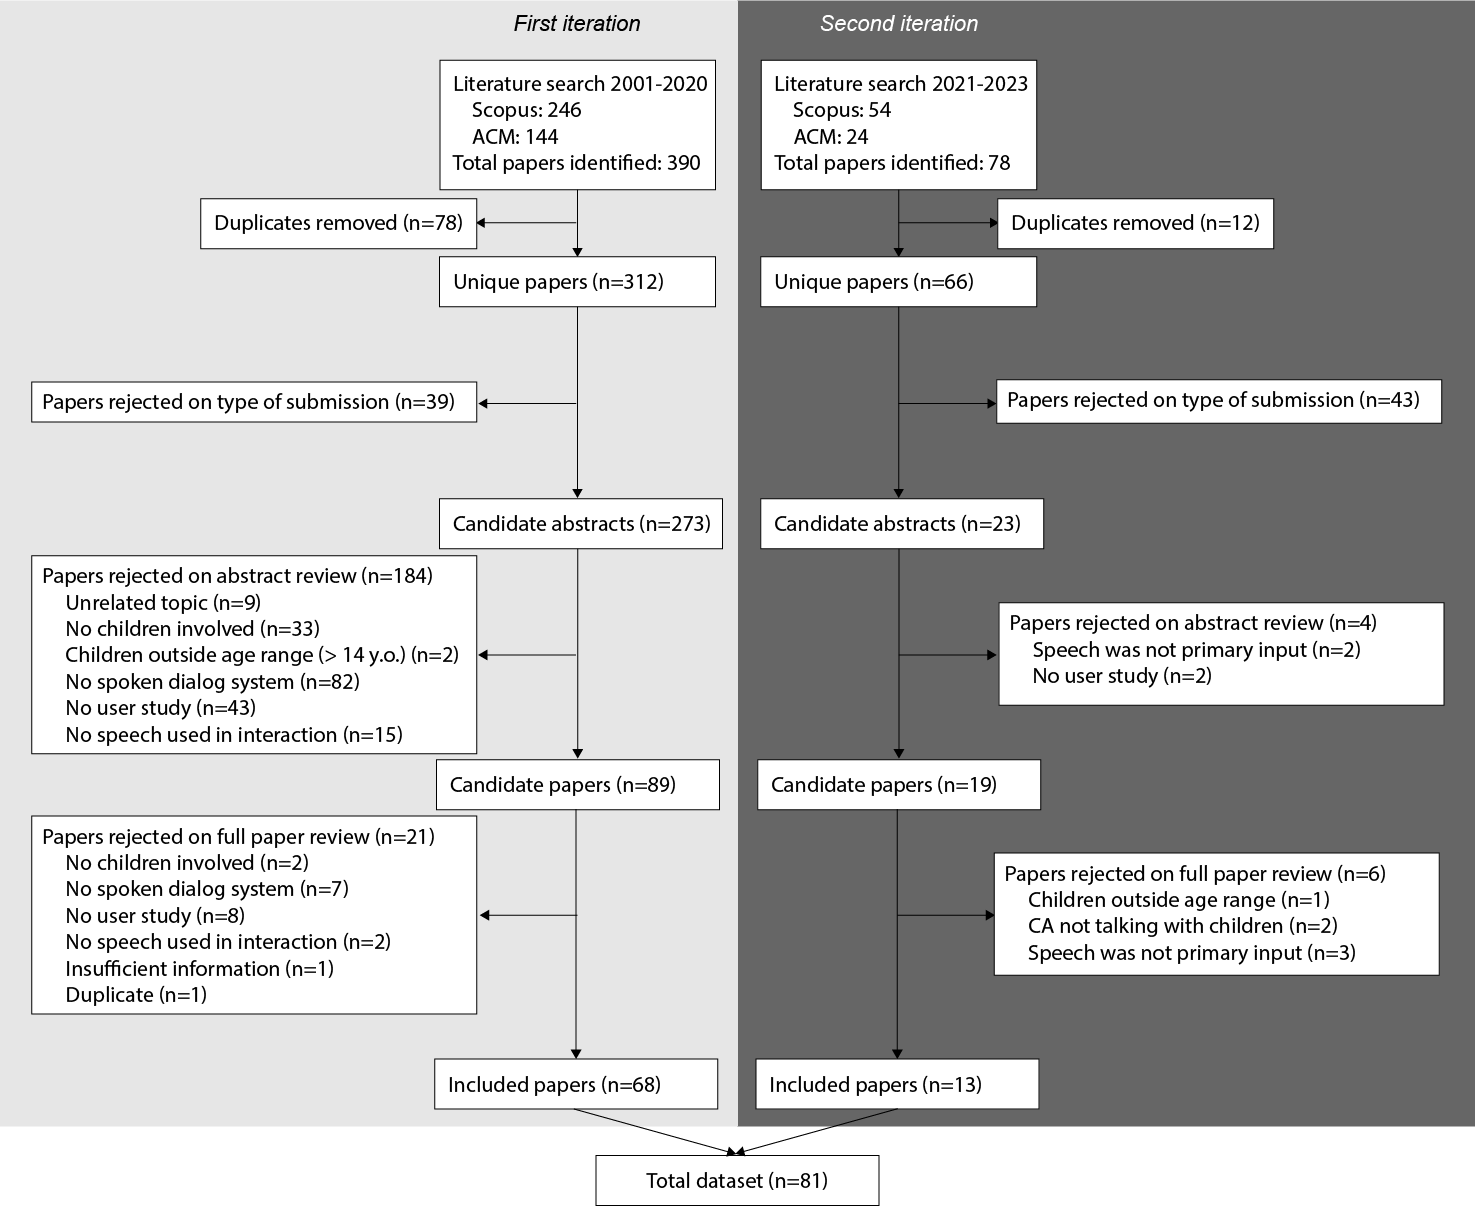 First iteration
Literature search 2001-2020
Scopus: 246
ACM: 144
Total papers identified: 390
Duplicates removed (n=78)
Unique papers (n=312)
Papers rejected on type of submission (n=39)
Candidate abstracts (n=273)
Papers rejected on abstract review (n=184)
Unrelated topic (n=9)
No children involved (n=33)
Children outside age range (> 14 y.o.) (n=2)
No spoken dialog system (n=82)
No user study (n=43)
No speech used in interaction (n=15)
Candidate papers (n=89)
Papers rejected on full paper review (n=21)
No children involved (n=2)
No spoken dialog system (n=7)
No user study (n=8)
No speech used in interaction (n=2)
Insufficient information (n=1)
Duplicate (n=1)
Included papers (n=68)
Second iteration
Literature search 2021-2023
Scopus: 54
ACM: 24
Total papers identified: 78
Duplicates removed (n=12)
Unique papers (n=66)
Papers rejected on type of submission (n=43)
Candidate abstracts (n=23)
Papers rejected on abstract review (n=4)
Speech was not primary input (n=2)
No user study (n=2)
Candidate papers (n=19)
Papers rejected on full paper review (n=6)
Children outside age range (n=1)
CA not talking with children (n=2)
Speech was not primary input (n=3)
Included papers (n=13)
Total dataset (n=81)